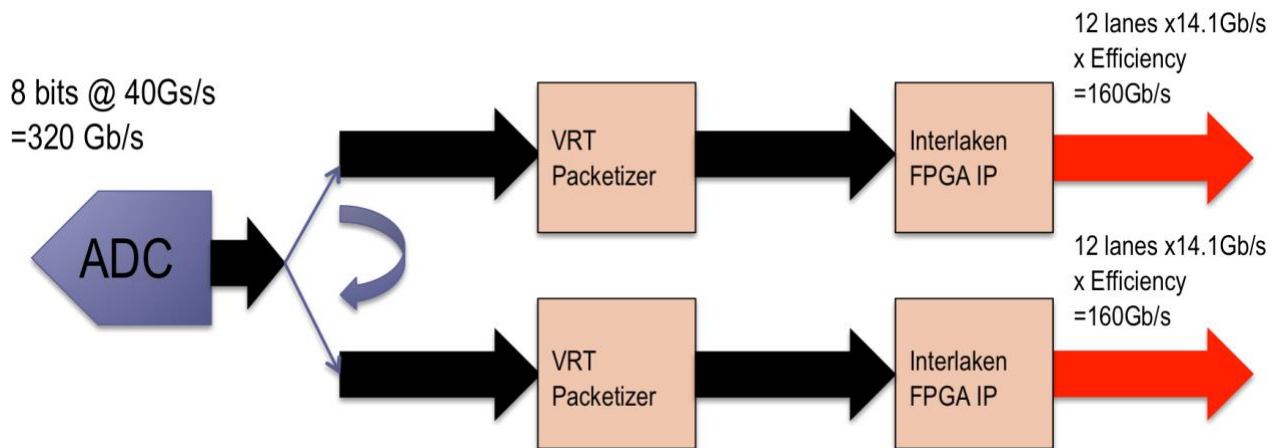 8 bits @ 40Gs/s
=320 Gb/s
ADC
VRT
Packetizer
Interlaken
FPGA IP
12 lanes x14.1Gb/s
x Efficiency
=160Gb/s
VRT
Packetizer
Interlaken
FPGA IP
12 lanes x14.1Gb/s
x Efficiency
=160Gb/s